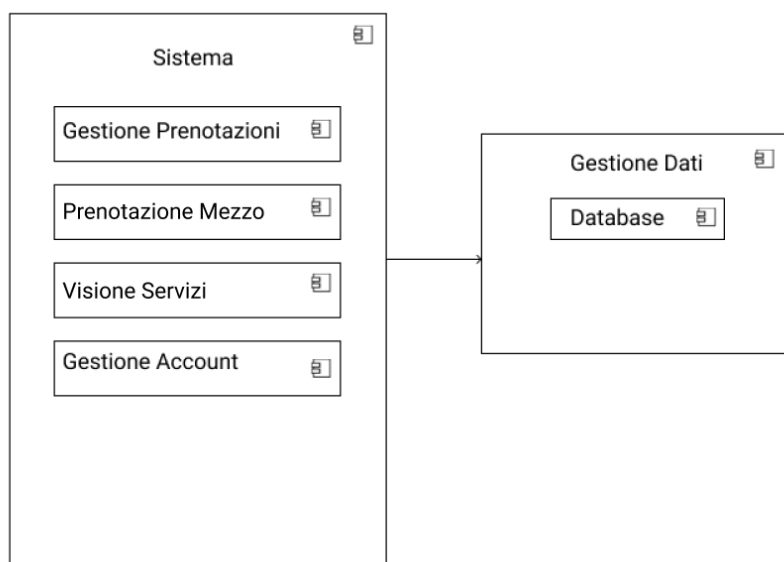 Sistema
Gestione Prenotazioni
Prenotazione Mezzo
Visione Servizi
Gestione Account
Gestione Dati
Database